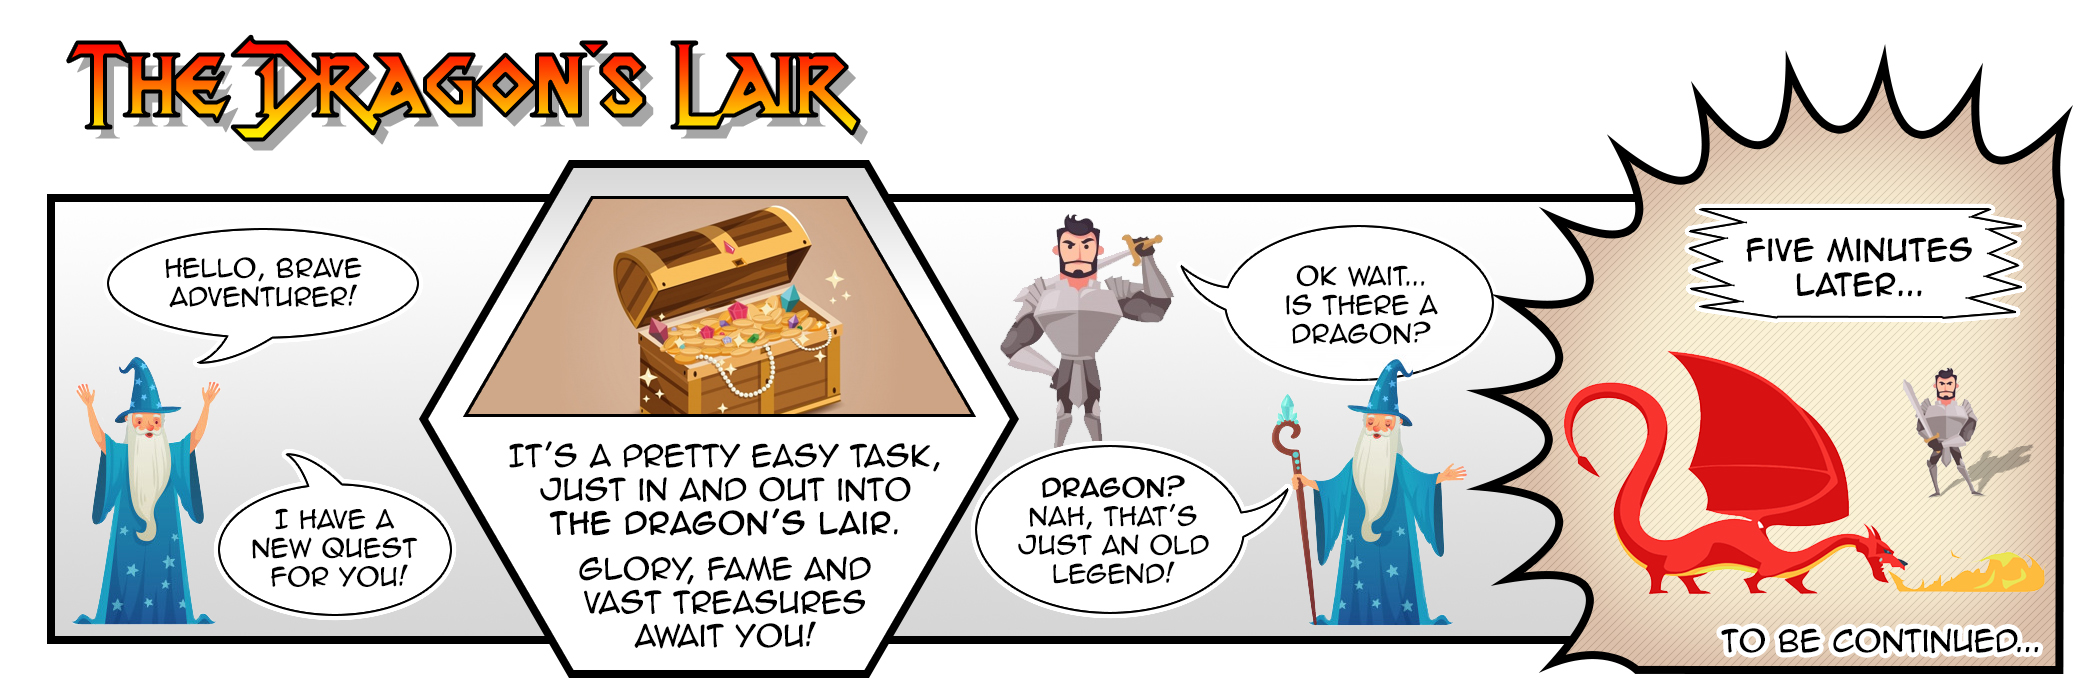 THE DRAGON'S LAIR
HELLO, BRAVE
ADVENTURER!
I HAVE A
NEW QUEST
FOR YOU!
IT'S A PRETTY EASY TASK,
JUST IN AND OUT INTO
THE DRAGON'S LAIR.
GLORY, FAME AND
VAST TREASURES
AWAIT YOU!
OK WAIT...
IS THERE A
DRAGON?
DRAGON?
NAH, THAT'S
JUST AN OLD
LEGEND!
FIVE MINUTES
LATER...
TO BE CONTINUED...